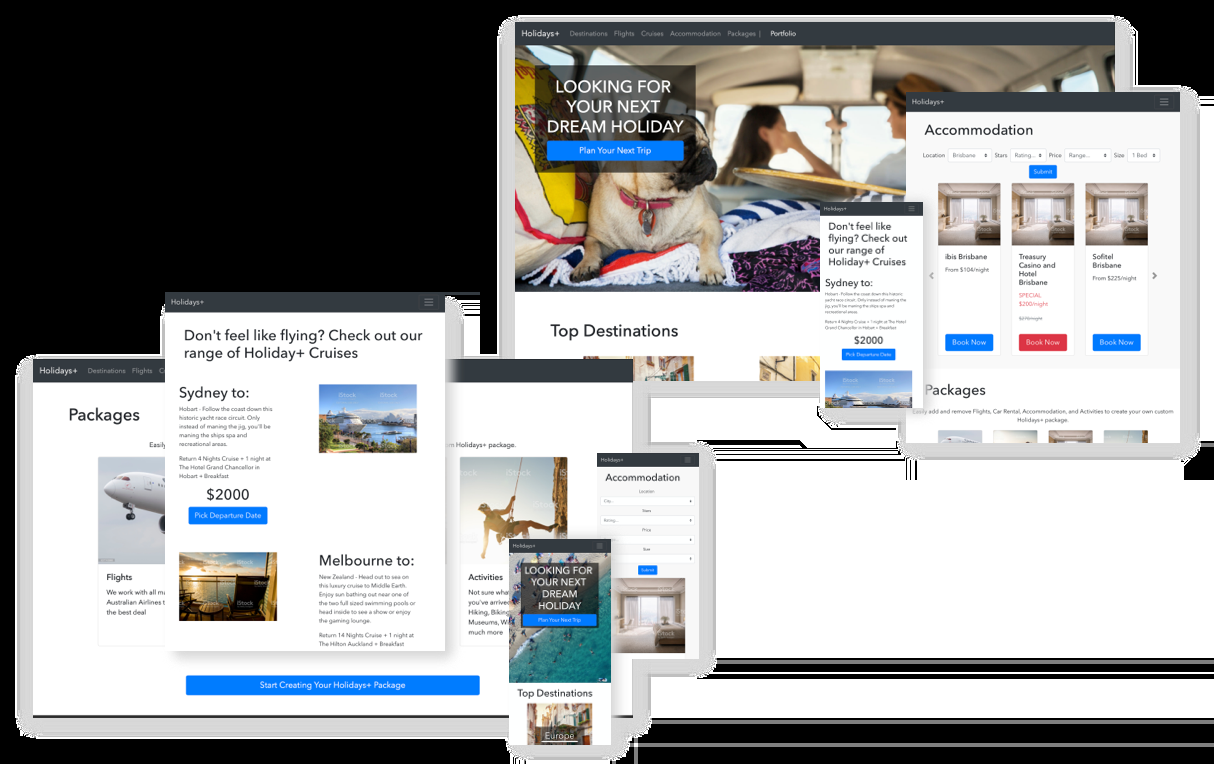 Holidays+ Destinations Flights Cruises Accommodation Packages | Portfolio
LOOKING FOR
YOUR NEXT
DREAM HOLIDAY
Plan Your Next Trip
Top Destinations
Holidays+
Accommodation
Location Brisbane Stars Rating... Price Range... Size 1 Bed
Submit
iStock iStock iStock
ibis Brisbane
From $104/night
Treasury
Casino and
Hotel
Brisbane
SPECIAL
$200/night
$270/night
Sofitel
Brisbane
From $225/night
Book Now Book Now Book Now
Packages
Easily add and remove Flights, Car Rental, Accommodation, and Activities to create your own custom
Holidays+ package.
Holidays+
Don't feel like
flying? Check out
our range of
Holiday+ Cruises
Sydney to:
Hobart - Follow the coast down this historic
yacht race circuit. Only instead of maning the
jig, you'll be maning the ships spa and
recreational areas.
Return 4 Nights Cruise + 1 night at The Hotel
Grand Chancellor in Hobart + Breakfast
$2000
Pick Departure Date
iStock iStock
Holidays+
Don't feel like flying? Check out our
range of Holiday+ Cruises
Sydney to:
Hobart - Follow the coast down this
historic yacht race circuit. Only
instead of maning the jig, you'll be
maning the ships spa and
recreational areas.
Return 4 Nights Cruise + 1 night at
The Hotel Grand Chancellor in
Hobart + Breakfast
$2000
Pick Departure Date
iStock iStock
Melbourne to:
New Zealand - Head out to sea on
this luxury cruise to Middle Earth.
Enjoy sun bathing out near one of
the two full sized swimming pools or
head inside to see a show or enjoy
the gaming lounge.
Return 14 Nights Cruise + 1 night at
The Hilton Auckland + Breakfast
iStock iStock
Holidays+ Destinations Flights
Packages
Easily
m Holidays+ package.
Flights
We work with all
Australian Airlines
the best deal
iStock
Activities
Not sure what
you've arrived
Hiking,
Museums,
much more
Start Creating Your Holidays+ Package
Holidays+
Accommodation
Location
City...
Stars
Rating...
Price
Size
Submit
iStock
Holidays+
LOOKING FOR
YOUR NEXT
DREAM
HOLIDAY
Plan Your Next Trip
Top Destinations
Europe